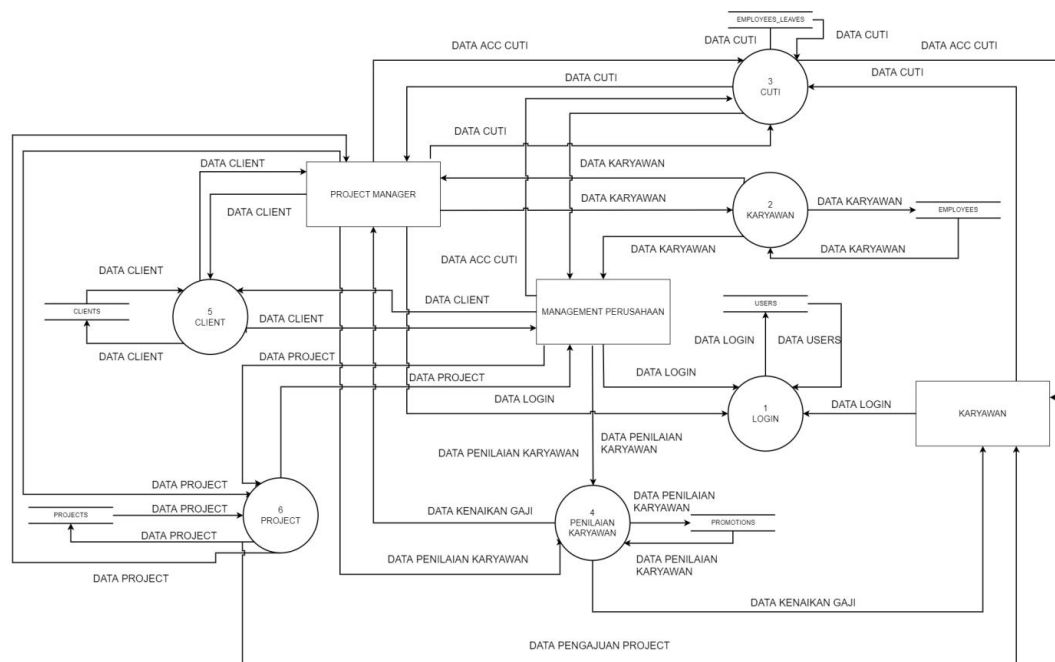 EMPLOYEES_LEAVES
DATA ACC CUTI
DATA CUTI
DATA CUTI
DATA ACC CUTI
3
CUTI
DATA CUTI
DATA CUTI
DATA CUTI
DATA CLIENT
PROJECT MANAGER
DATA KARYAWAN
DATA KARYAWAN
2
KARYAWAN
DATA KARYAWAN
EMPLOYEES
DATA CLIENT
DATA KARYAWAN
DATA KARYAWAN
DATA ACC CUTI
DATA CLIENT
CLIENTS
5
CLIENT
DATA CLIENT
DATA CLIENT
MANAGEMENT PERUSAHAAN
USERS
DATA CLIENT
DATA LOGIN
DATA USERS
DATA PROJECT
DATA PROJECT
DATA LOGIN
DATA LOGIN
1
LOGIN
DATA LOGIN
KARYAWAN
DATA PENILAIAN KARYAWAN
DATA PENILAIAN
KARYAWAN
DATA PROJECT
PROJECTS
DATA PROJECT
DATA PROJECT
6
PROJECT
DATA KENAIKAN GAJI
4
PENILAIAN
KARYAWAN
DATA PENILAIAN
KARYAWAN
PROMOTIONS
DATA PENILAIAN KARYAWAN
DATA PENILAIAN
KARYAWAN
DATA PROJECT
DATA KENAIKAN GAJI
DATA PENGAJUAN PROJECT